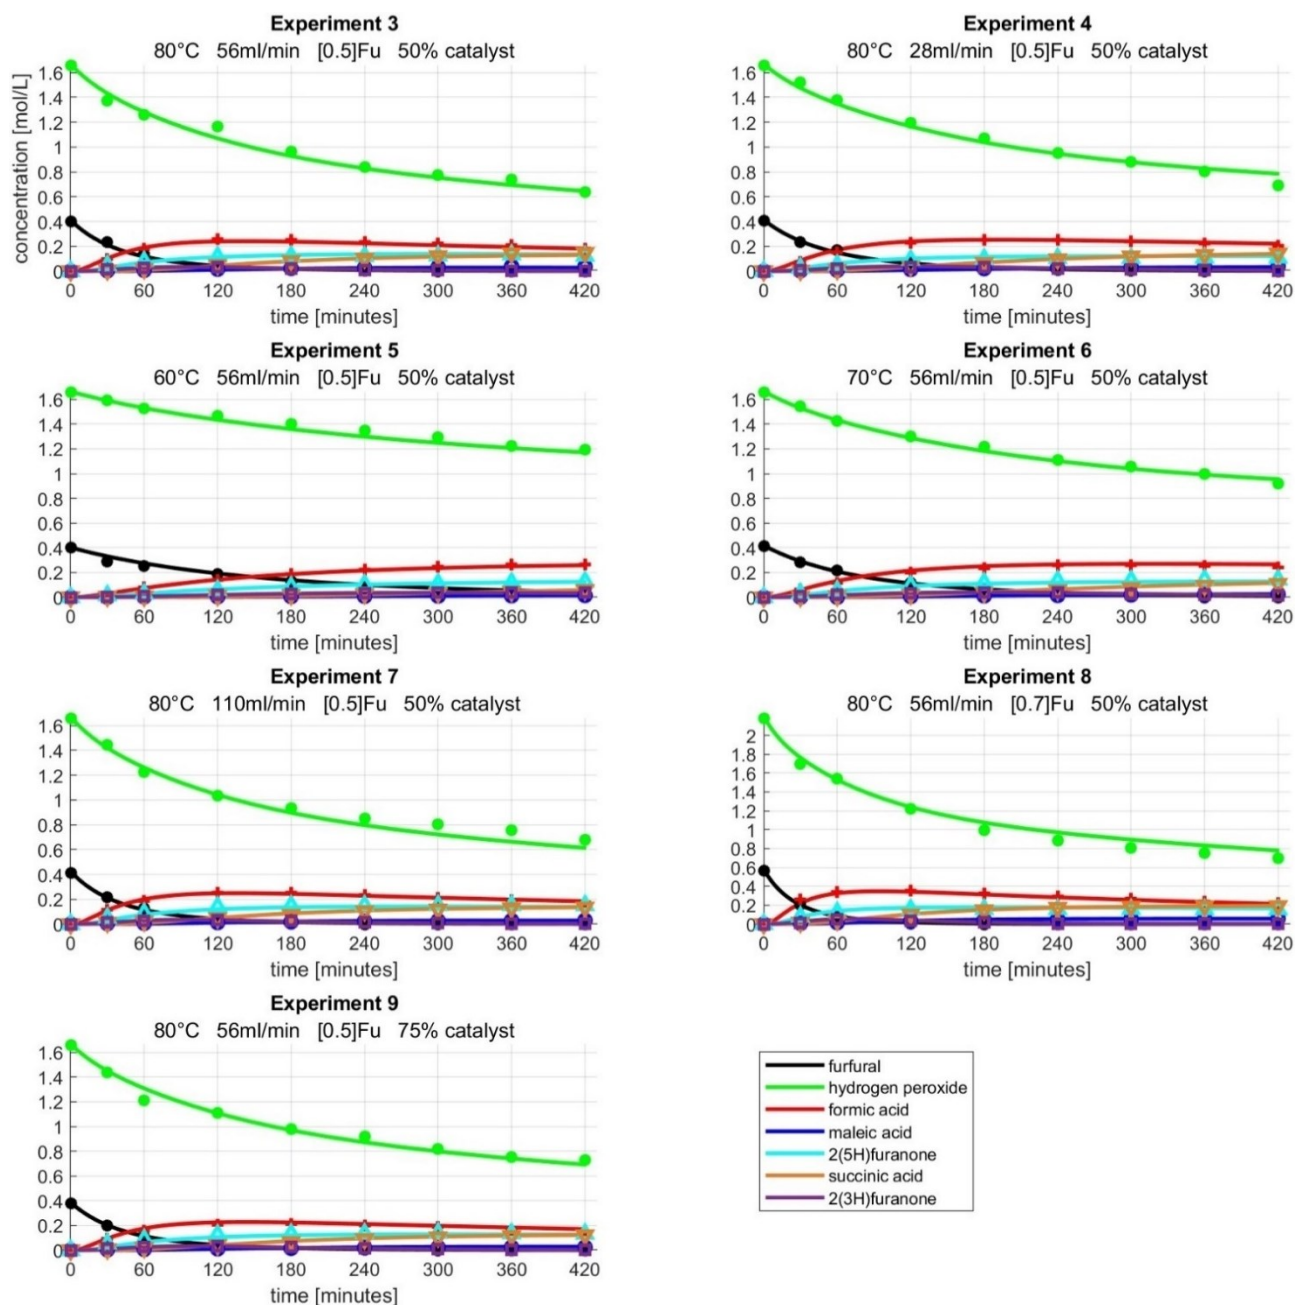 Experiment 3
80°C 56ml/min [0.5]Fu 50% catalyst
concentration [mol/L]
1.6
1.4
1.2
1
0.8
0.6
0.4
0.2
0
0 60 120 180 240 300 360 420
time [minutes]
Experiment 4
80°C 28ml/min [0.5]Fu 50% catalyst
1.6
1.4
1.2
1
0.8
0.6
0.4
0.2
0
0 60 120 180 240 300 360 420
time [minutes]
Experiment 5
60°C 56ml/min [0.5]Fu 50% catalyst
1.6
1.4
1.2
1
0.8
0.6
0.4
0.2
0
0 60 120 180 240 300 360 420
time [minutes]
Experiment 6
70°C 56ml/min [0.5]Fu 50% catalyst
1.6
1.4
1.2
1
0.8
0.6
0.4
0.2
0
0 60 120 180 240 300 360 420
time [minutes]
Experiment 7
80°C 110ml/min [0.5]Fu 50% catalyst
1.6
1.4
1.2
1
0.8
0.6
0.4
0.2
0
0 60 120 180 240 300 360 420
time [minutes]
Experiment 8
80°C 56ml/min [0.7]Fu 50% catalyst
2
1.8
1.6
1.4
1.2
1
0.8
0.6
0.4
0.2
0
0 60 120 180 240 300 360 420
time [minutes]
Experiment 9
80°C 56ml/min [0.5]Fu 75% catalyst
1.6
1.4
1.2
1
0.8
0.6
0.4
0.2
0
0 60 120 180 240 300 360 420
time [minutes]
furfural
hydrogen peroxide
formic acid
maleic acid
2(5H)furanone
succinic acid
2(3H)furanone